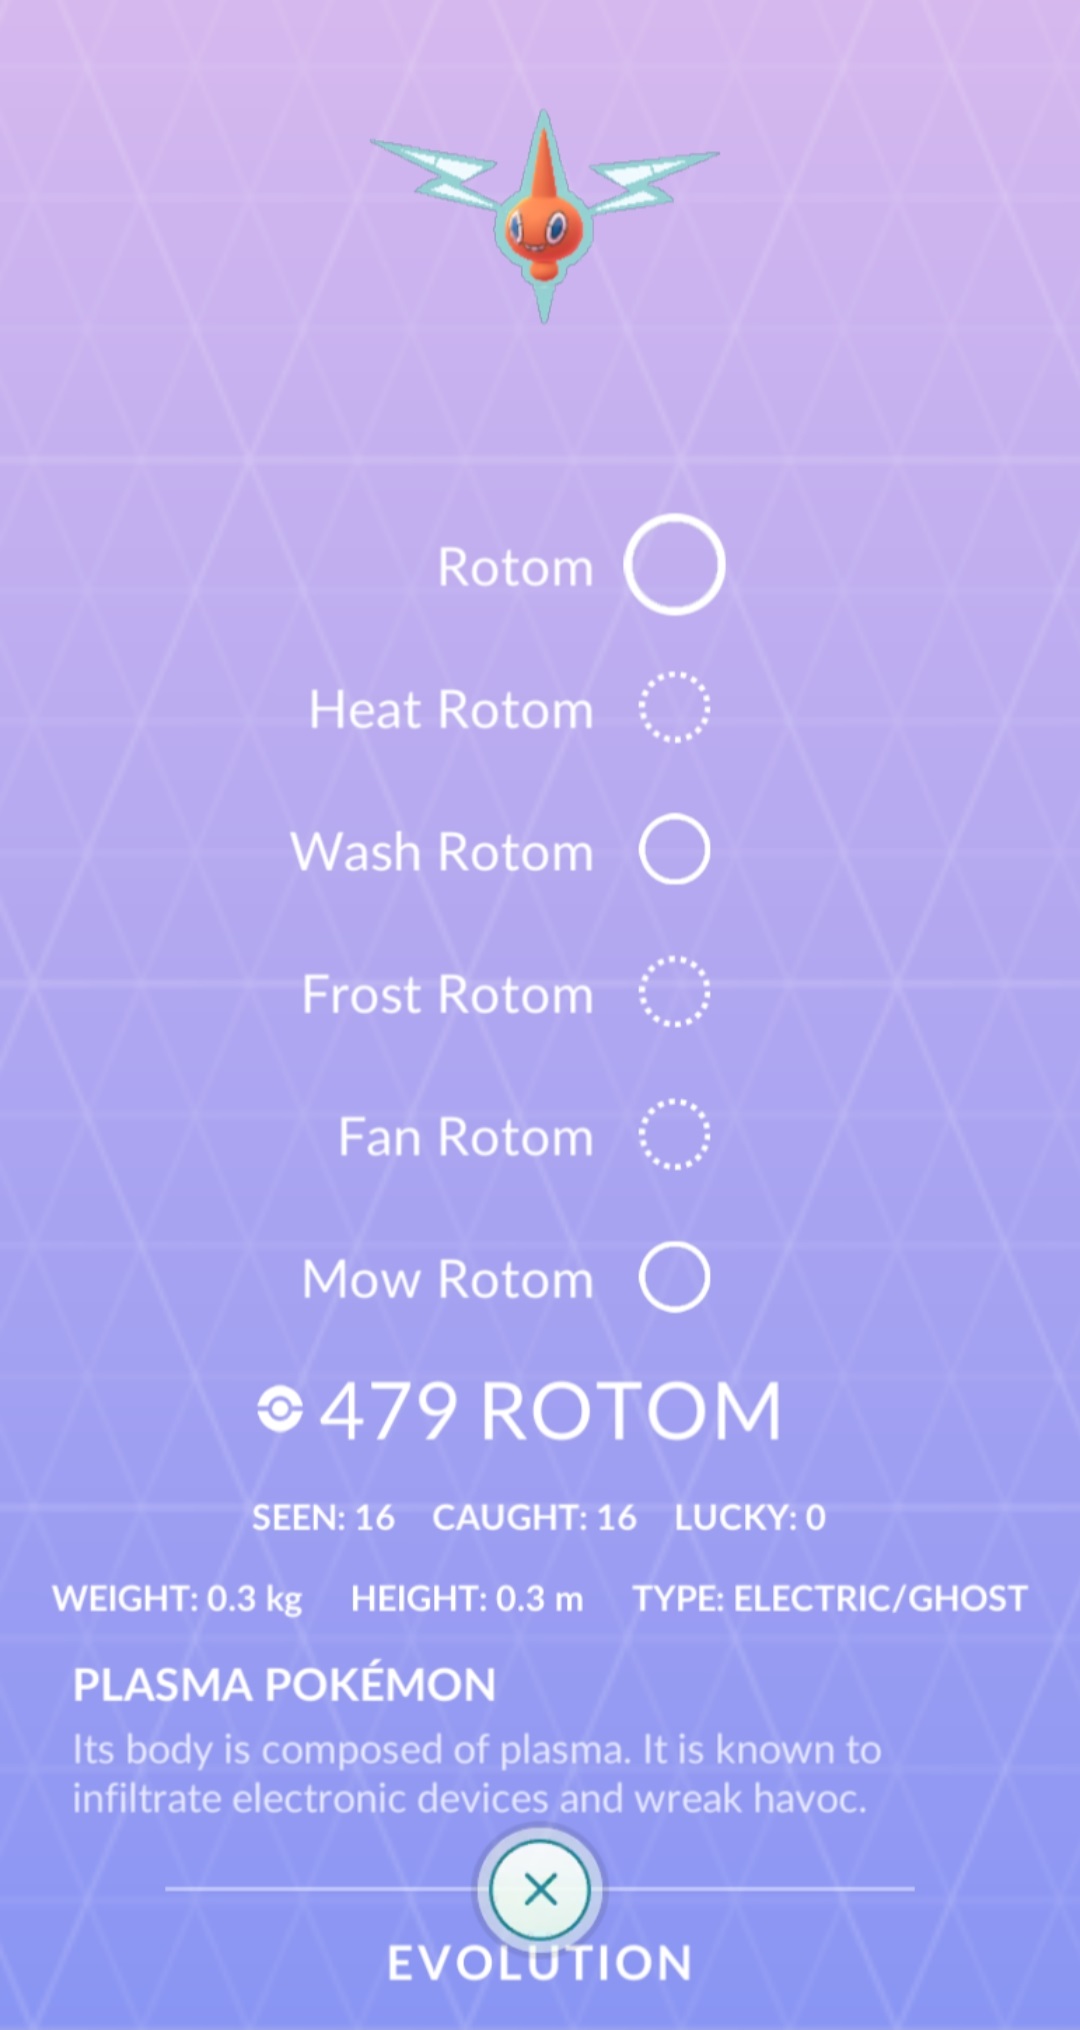 Rotom
Heat Rotom
Wash Rotom
Frost Rotom
Fan Rotom
Mow Rotom
479 ROTOM
SEEN: 16 CAUGHT: 16 LUCKY: 0
WEIGHT: 0.3 kg HEIGHT: 0.3 m TYPE: ELECTRIC/GHOST
PLASMA POKÉMON
Its body is composed of plasma. It is known to
infiltrate electronic devices and wreak havoc.
EVOLUTION